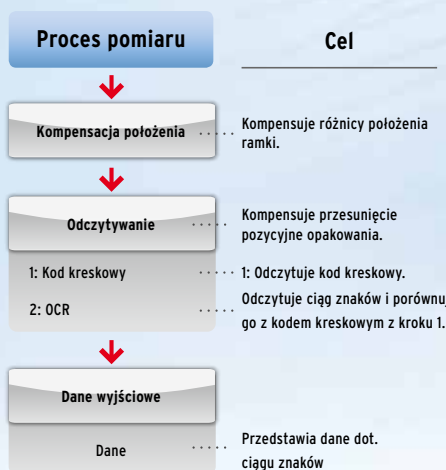 Proces pomiaru
Cel
Kompensacja położenia
Kompensuje różnicy położenia
ramki.
Odczytywanie
Kompensuje przesunięcie
pozycyjne opakowania.
1: Kod kreskowy
1: Odczytuje kod kreskowy.
2: OCR
Odczytuje ciąg znaków i porównuj
go z kodem kreskowym z kroku 1.
Dane wyjściowe
Dane
Przedstawia dane dot.
ciągu znaków